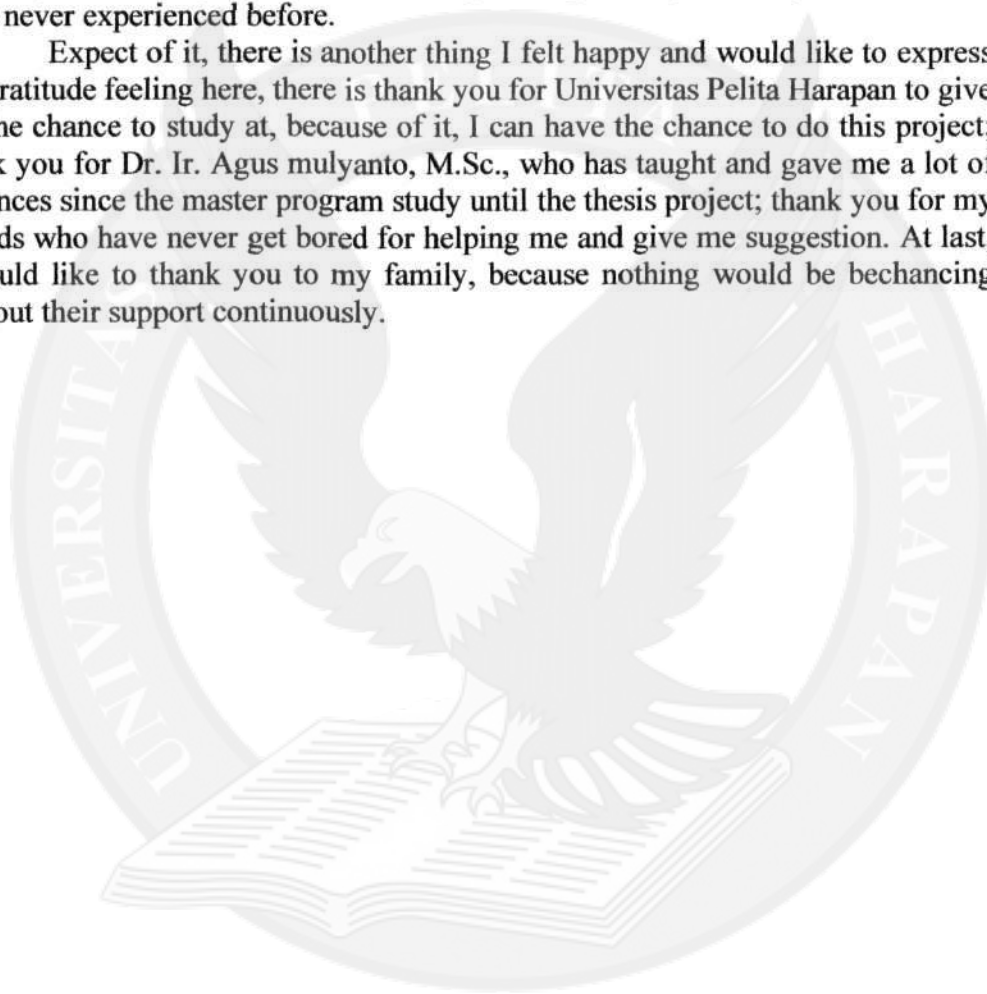 never experienced before.
Expect of it, there is another thing I felt happy and would like to express
ratitude feeling here, there is thank you for Universitas Pelita Harapan to give
he chance to study at, because of it, I can have the chance to do this project;
k you for Dr. Ir. Agus mulyanto, M.Sc., who has taught and gave me a lot of
nces since the master program study until the thesis project; thank you for my
ds who have never get bored for helping me and give me suggestion. At last
uld like to thank you to my family, because nothing would be bechancing
out their support continuously.
UNIVERSITAS PELITA HARAPAN